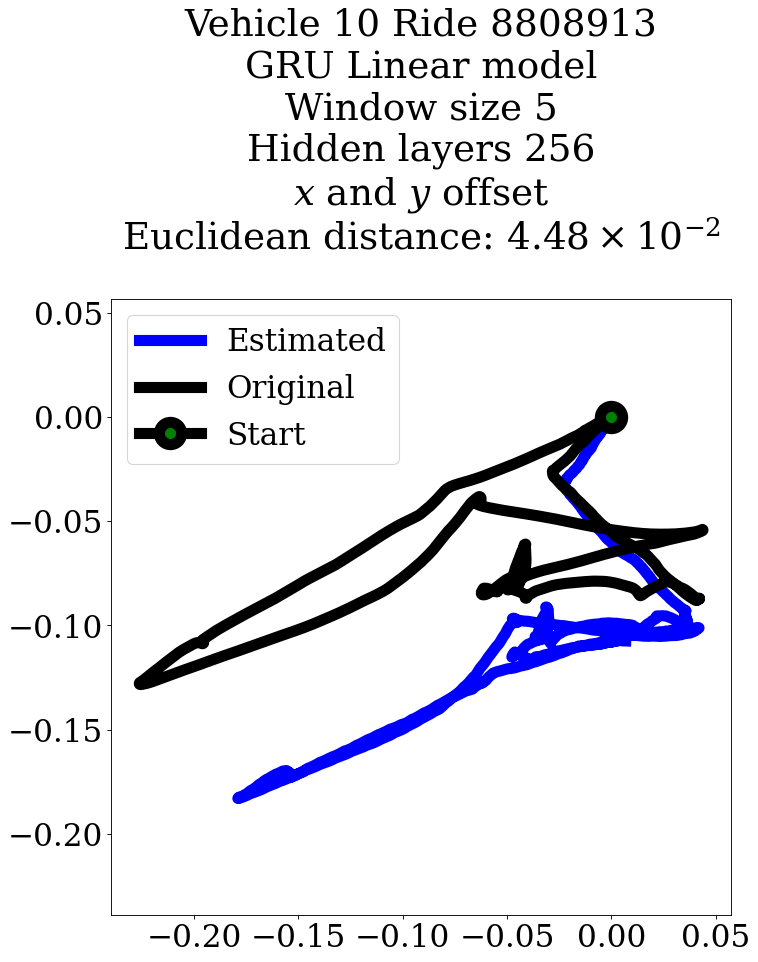 Vehicle 10 Ride 8808913
GRU Linear model
Window size 5
Hidden layers 256
x and y offset
Euclidean distance: 4.48 × 10⁻²
Estimated
Original
Start
0.05
0.00
−0.05
−0.10
−0.15
−0.20
−0.20 −0.15 −0.10 −0.05 0.00 0.05